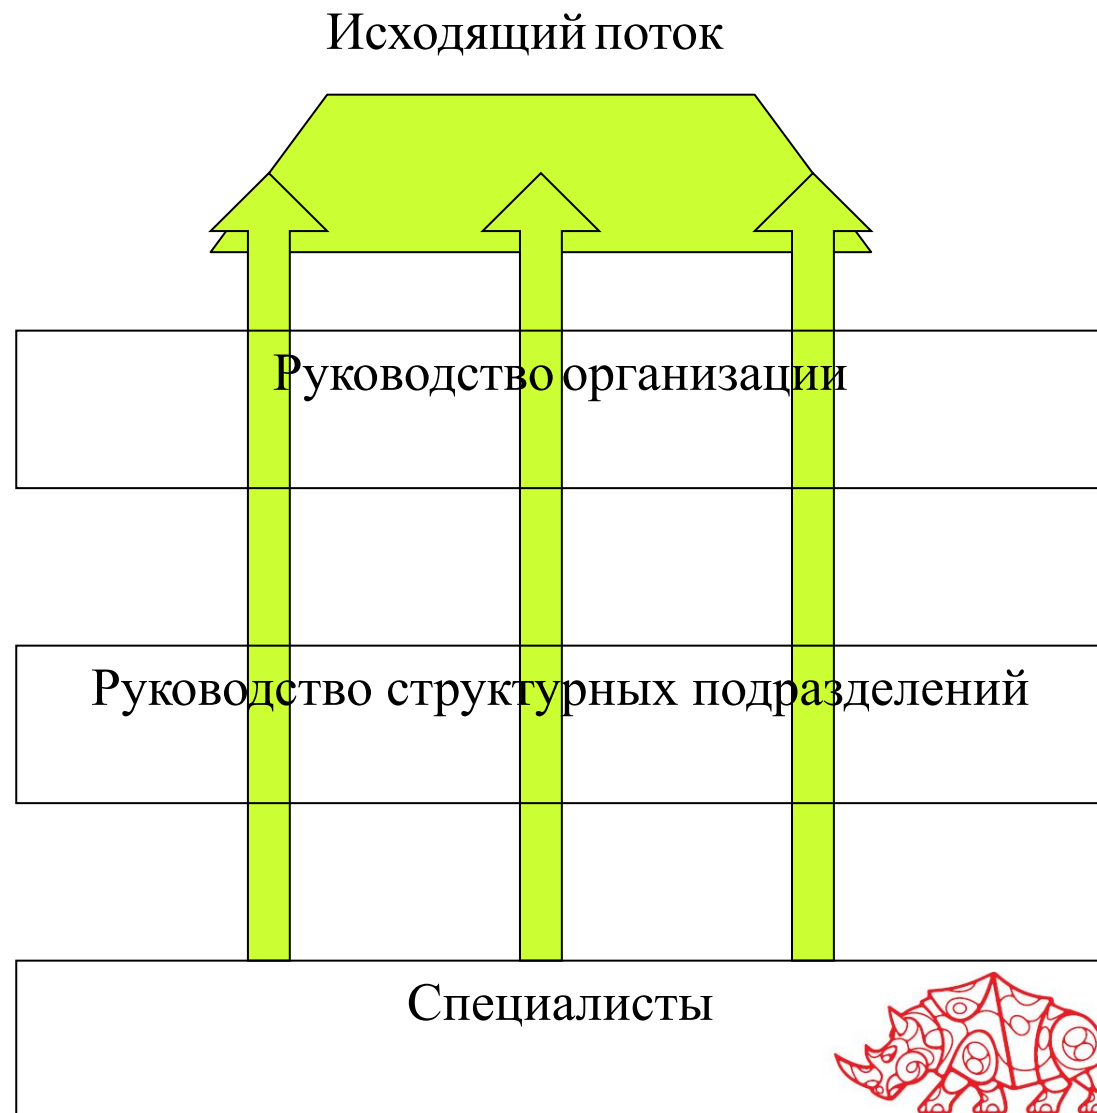 Исходящий поток
Руководство организации
Руководство структурных подразделений
Специалисты